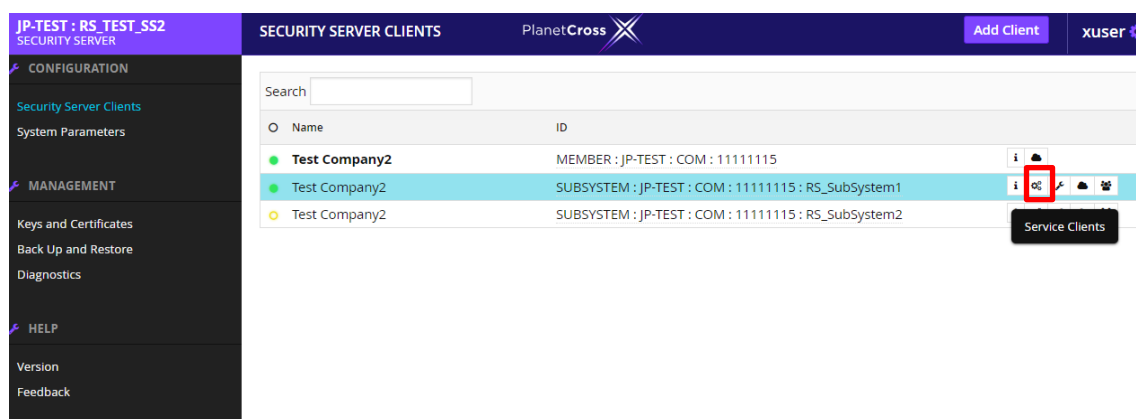 JP-TEST : RS_TEST_SS2
SECURITY SERVER
SECURITY SERVER CLIENTS
PlanetCross
Add Client
xuser
CONFIGURATION
Security Server Clients
System Parameters
MANAGEMENT
Keys and Certificates
Back Up and Restore
Diagnostics
HELP
Version
Feedback
Search
Name ID
Test Company2 MEMBER : JP-TEST : COM : 11111115
Test Company2 SUBSYSTEM : JP-TEST : COM : 11111115 : RS_SubSystem1
Test Company2 SUBSYSTEM : JP-TEST : COM : 11111115 : RS_SubSystem2
Service Clients